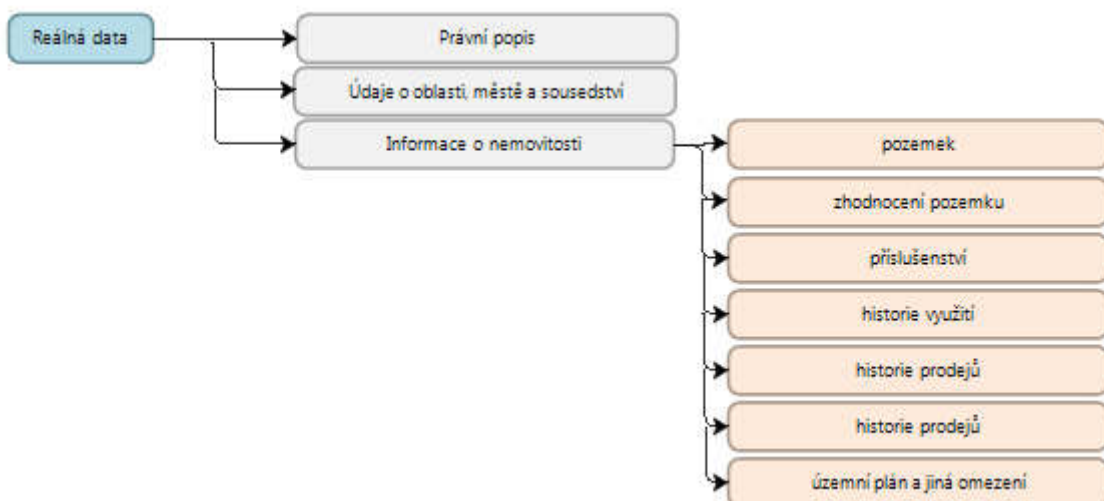 Reálná data
Právní popis
Údaje o oblasti, městě a sousedství
Informace o nemovitosti
pozemek
zhodnocení pozemku
příslušenství
historie využití
historie prodejů
historie prodejů
územní plán a jiná omezení